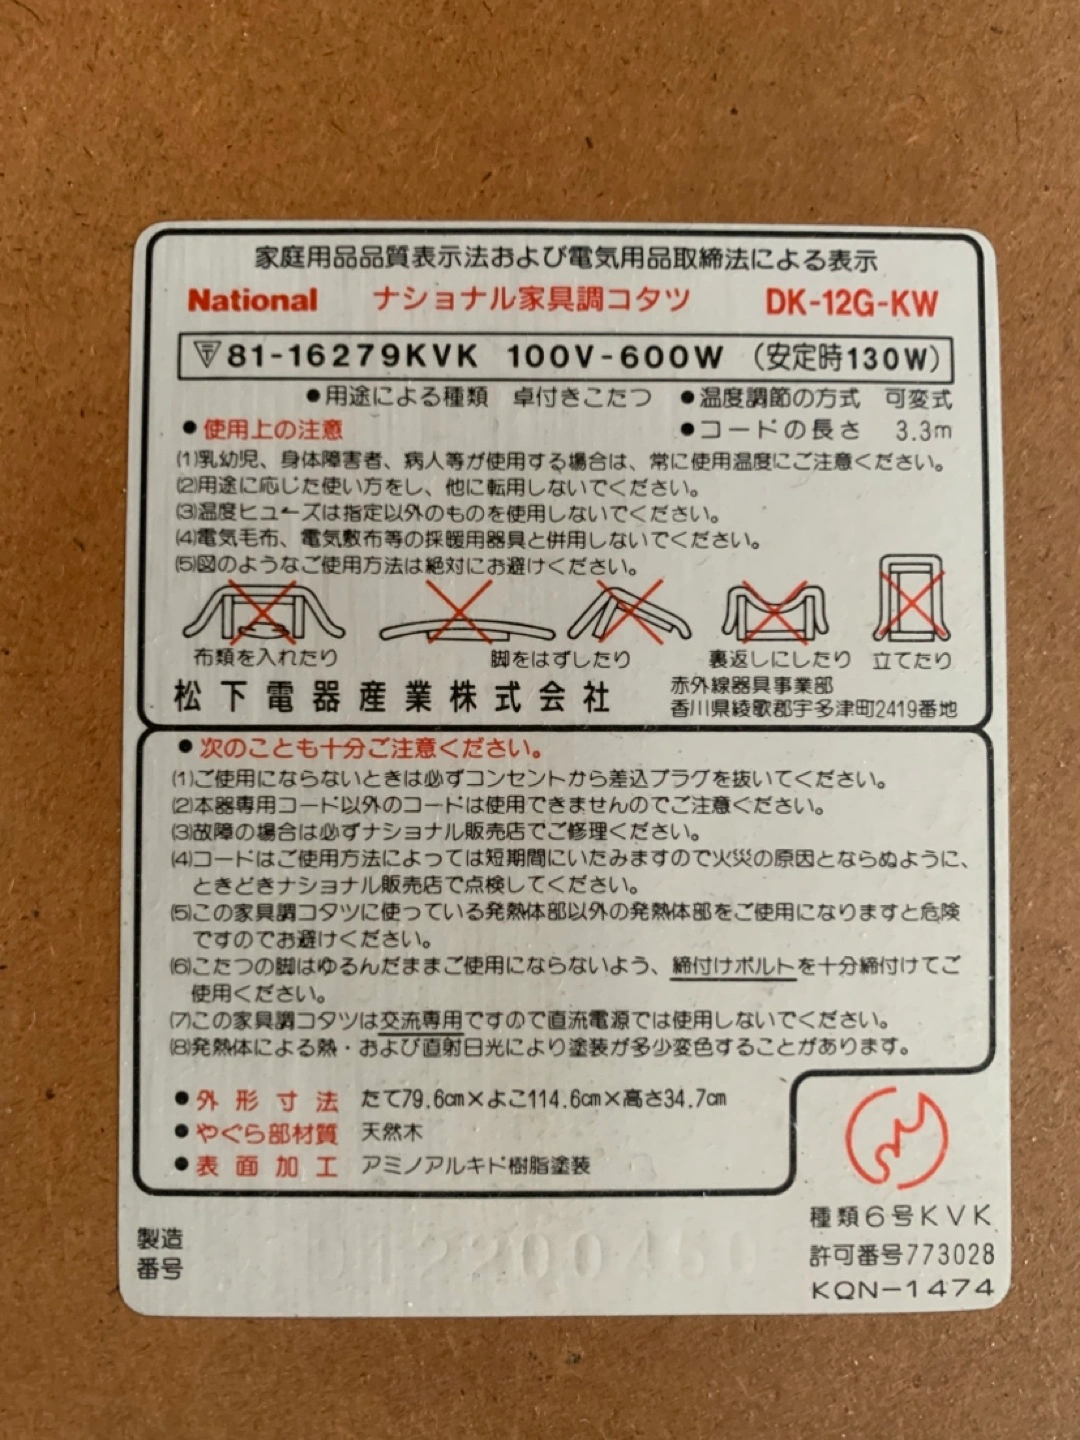 家庭用品品質表示法および電気用品取締法による表示
National ナショナル家具調コタツ DK-12G-KW
81-16279KVK 100V-600W (安定時130W)
●用途による種類 卓付きこたつ ●温度調節の方式 可変式
●使用上の注意 ●コードの長さ 3.3m
(1)乳幼児、身体障害者、病人等が使用する場合は、常に使用温度にご注意ください。
(2)用途に応じた使い方をし、他に転用しないでください。
(3)温度ヒューズは指定以外のものを使用しないでください。
(4)電気毛布、電気敷布等の採暖用器具と併用しないでください。
(5)図のようなご使用方法は絶対にお避けください。
布類を入れたり 脚をはずしたり 裏返しにしたり 立てたり
松下電器産業株式会社 赤外線器具事業部
香川県綾歌郡宇多津町2419番地
●次のことも十分ご注意ください。
(1)ご使用にならないときは必ずコンセントから差込プラグを抜いてください。
(2)本器専用コード以外のコードは使用できませんのでご注意ください。
(3)故障の場合は必ずナショナル販売店でご修理ください。
(4)コードはご使用方法によっては短期間にいたみますので火災の原因とならぬように、
ときどきナショナル販売店で点検してください。
(5)この家具調コタツに使っている発熱体部以外の発熱体部をご使用になりますと危険
ですのでお避けください。
(6)こたつの脚はゆるんだままご使用にならないよう、締付けボルトを十分締付けてご
使用ください。
(7)この家具調コタツは交流専用ですので直流電源では使用しないでください。
(8)発熱体による熱・および直射日光により塗装が多少変色することがあります。
●外形寸法 たて79.6cm×よこ114.6cm×高さ34.7cm
●やぐら部材質 天然木
●表面加工 アミノアルキド樹脂塗装
種類6号KVK
許可番号773028
KQN-1474
製造
番号